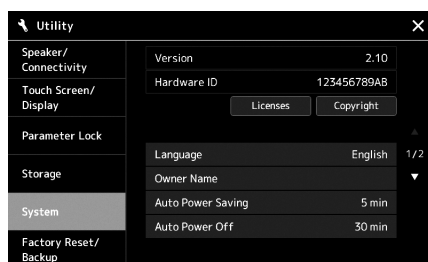 Utility
Speaker/
Connectivity
Touch Screen/
Display
Parameter Lock
Storage
System
Factory Reset/
Backup
Version 2.10
Hardware ID 123456789AB
Licenses Copyright
Language English
Owner Name
Auto Power Saving 5 min
Auto Power Off 30 min
1/2